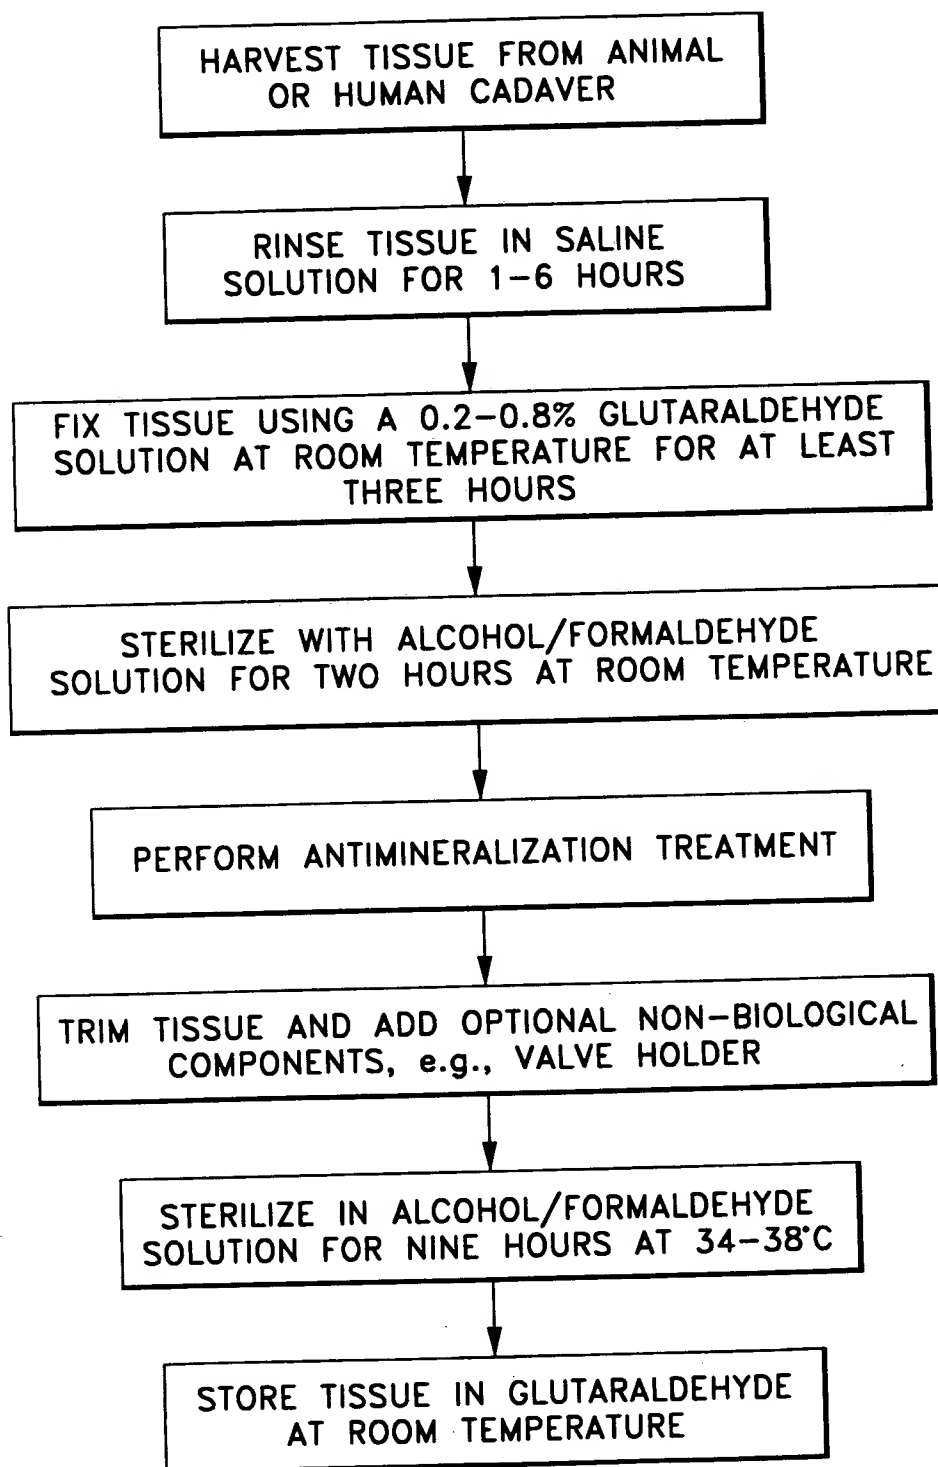 HARVEST TISSUE FROM ANIMAL
OR HUMAN CADAVER
RINSE TISSUE IN SALINE
SOLUTION FOR 1-6 HOURS
FIX TISSUE USING A 0.2-0.8% GLUTARALDEHYDE
SOLUTION AT ROOM TEMPERATURE FOR AT LEAST
THREE HOURS
STERILIZE WITH ALCOHOL/FORMALDEHYDE
SOLUTION FOR TWO HOURS AT ROOM TEMPERATURE
PERFORM ANTIMINERALIZATION TREATMENT
TRIM TISSUE AND ADD OPTIONAL NON-BIOLOGICAL
COMPONENTS, e.g., VALVE HOLDER
STERILIZE IN ALCOHOL/FORMALDEHYDE
SOLUTION FOR NINE HOURS AT 34-38°C
STORE TISSUE IN GLUTARALDEHYDE
AT ROOM TEMPERATURE